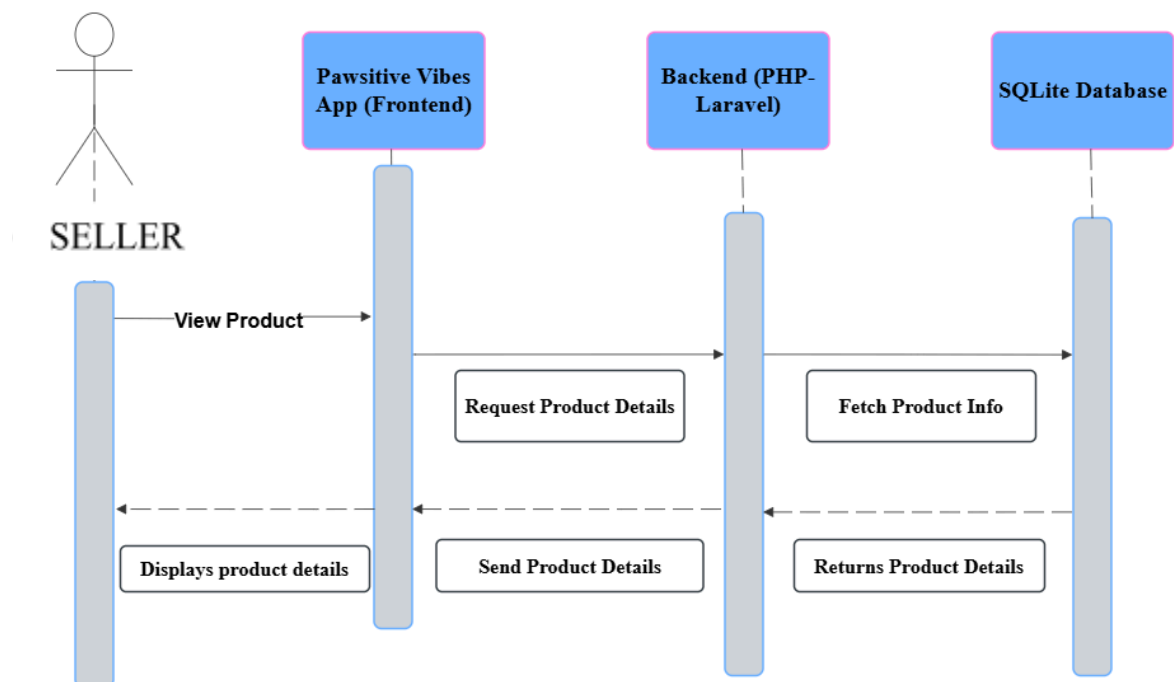 Pawsitive Vibes
App (Frontend)
Backend (PHP-
Laravel)
SQLite Database
SELLER
View Product
Request Product Details
Fetch Product Info
Displays product details
Send Product Details
Returns Product Details